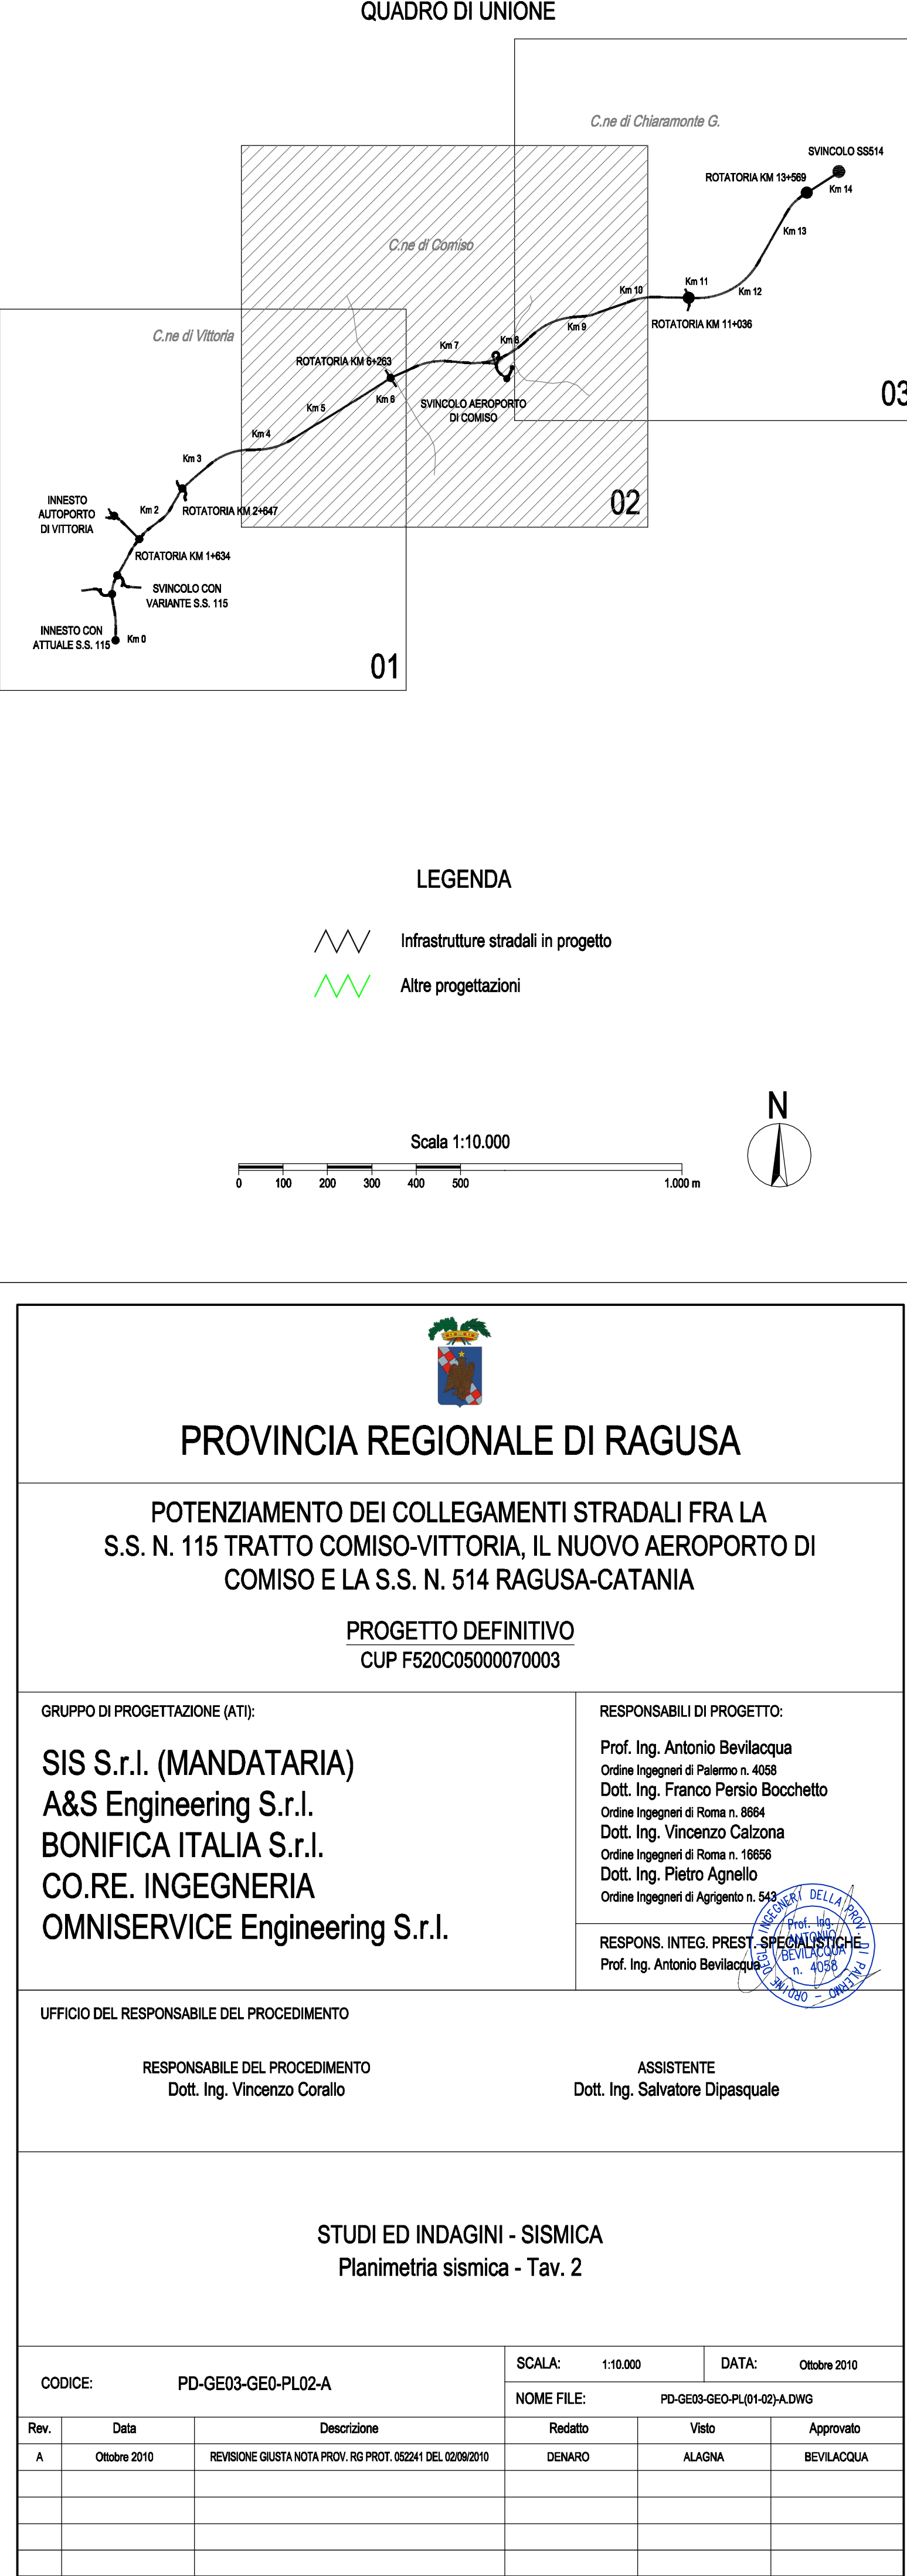 QUADRO DI UNIONE
C.ne di Chiaramonte G.
SVINCOLO SS514
ROTATORIA KM 13+569
Km 14
Km 13
C.ne di Comiso
Km 11
Km 10
Km 12
ROTATORIA KM 11+036
Km 9
C.ne di Vittoria
Km 8
Km 7
ROTATORIA KM 6+263
03
Km 6
SVINCOLO AEROPORTO
DI COMISO
Km 5
Km 4
Km 3
02
INNESTO
AUTOPORTO
DI VITTORIA
Km 2
ROTATORIA KM 2+647
ROTATORIA KM 1+634
SVINCOLO CON
VARIANTE S.S. 115
INNESTO CON
ATTUALE S.S. 115
Km 0
01
LEGENDA
Infrastrutture stradali in progetto
Altre progettazioni
N
Scala 1:10.000
0 100 200 300 400 500 1.000 m
PROVINCIA REGIONALE DI RAGUSA
POTENZIAMENTO DEI COLLEGAMENTI STRADALI FRA LA
S.S. N. 115 TRATTO COMISO-VITTORIA, IL NUOVO AEROPORTO DI
COMISO E LA S.S. N. 514 RAGUSA-CATANIA
PROGETTO DEFINITIVO
CUP F520C05000070003
GRUPPO DI PROGETTAZIONE (ATI):
SIS S.r.l. (MANDATARIA)
A&S Engineering S.r.l.
BONIFICA ITALIA S.r.l.
CO.RE. INGEGNERIA
OMNISERVICE Engineering S.r.l.
RESPONSABILI DI PROGETTO:
Prof. Ing. Antonio Bevilacqua
Ordine Ingegneri di Palermo n. 4058
Dott. Ing. Franco Persio Bocchetto
Ordine Ingegneri di Roma n. 8664
Dott. Ing. Vincenzo Calzona
Ordine Ingegneri di Roma n. 16656
Dott. Ing. Pietro Agnello
Ordine Ingegneri di Agrigento n. 543
RESPONS. INTEG. PREST. SPECIALISTICHE
Prof. Ing. Antonio Bevilacqua
ORDINE DEGLI INGEGNERI DELLA PROV. DI PALERMO -
Prof. Ing.
ANTONIO
BEVILACQUA
n. 4058
UFFICIO DEL RESPONSABILE DEL PROCEDIMENTO
RESPONSABILE DEL PROCEDIMENTO
Dott. Ing. Vincenzo Corallo
ASSISTENTE
Dott. Ing. Salvatore Dipasquale
STUDI ED INDAGINI - SISMICA
Planimetria sismica - Tav. 2
CODICE: PD-GE03-GE0-PL02-A
SCALA: 1:10.000
DATA: Ottobre 2010
NOME FILE: PD-GE03-GEO-PL(01-02)-A.DWG
Rev. Data Descrizione Redatto Visto Approvato
A Ottobre 2010 REVISIONE GIUSTA NOTA PROV. RG PROT. 052241 DEL 02/09/2010 DENARO ALAGNA BEVILACQUA